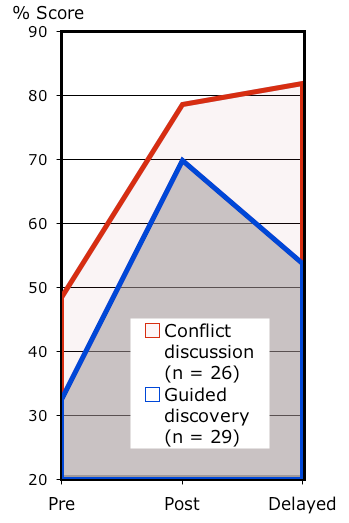 % Score
90
80
70
60
50
40
30
20
Conflict
discussion
(n = 26)
Guided
discovery
(n = 29)
Pre Post Delayed